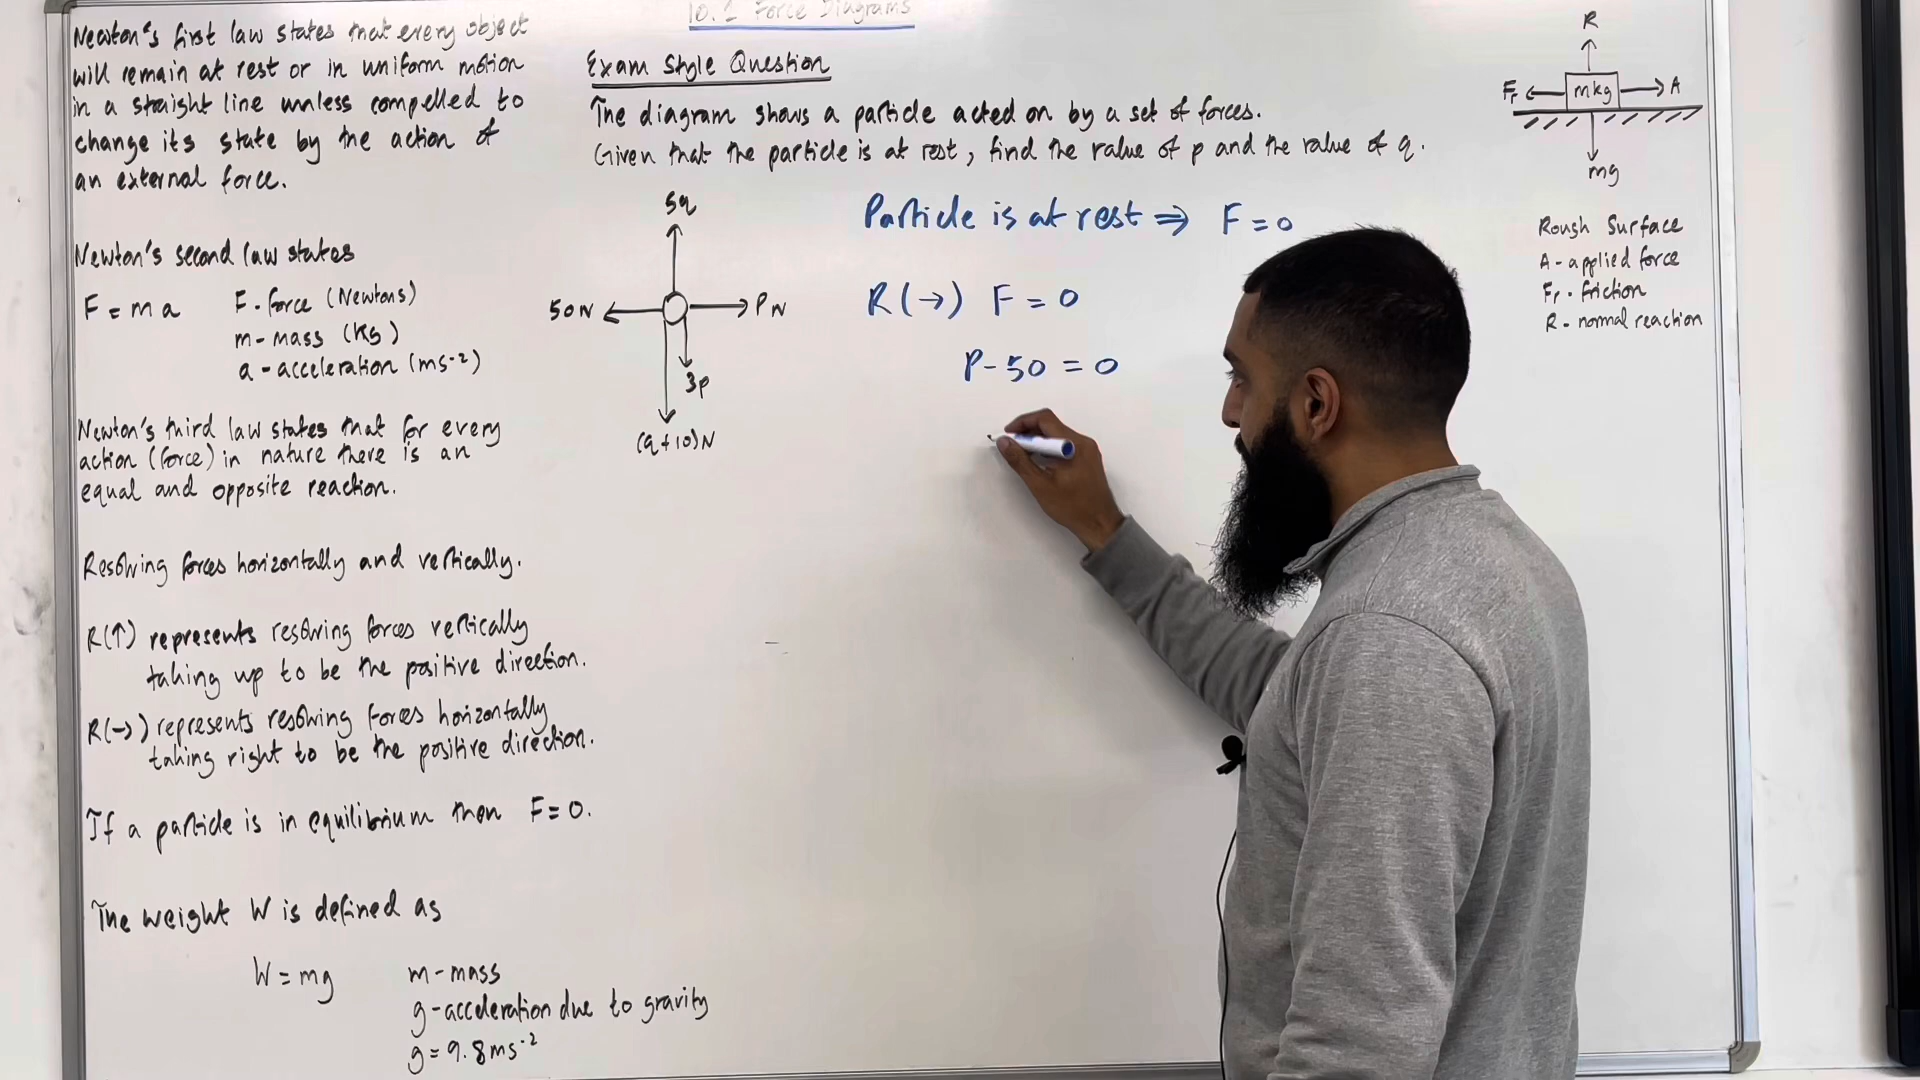 10.1 Force Diagrams
Newton's first law states that every object
will remain at rest or in uniform motion
in a straight line unless compelled to
change its state by the action of
an external force.
Newton's second law states
F = ma
F - force (Newtons)
m - mass (Kg)
a - acceleration (ms⁻²)
Newton's third law states that for every
action (force) in nature there is an
equal and opposite reaction.
Resolving forces horizontally and vertically.
R(↑) represents resolving forces vertically
taking up to be the positive direction.
R(→) represents resolving forces horizontally
taking right to be the positive direction.
If a particle is in equilibrium then F = 0.
The weight W is defined as
W = mg
m - mass
g - acceleration due to gravity
g = 9.8ms⁻²
Exam Style Question
The diagram shows a particle acted on by a set of forces.
Given that the particle is at rest, find the value of p and the value of q.
5q
50N
PN
3p
(q+10)N
Particle is at rest ⇒ F = 0
R(→) F = 0
P - 50 = 0
R
Fr
mkg
A
mg
Rough Surface
A - applied force
Fr - friction
R - normal reaction